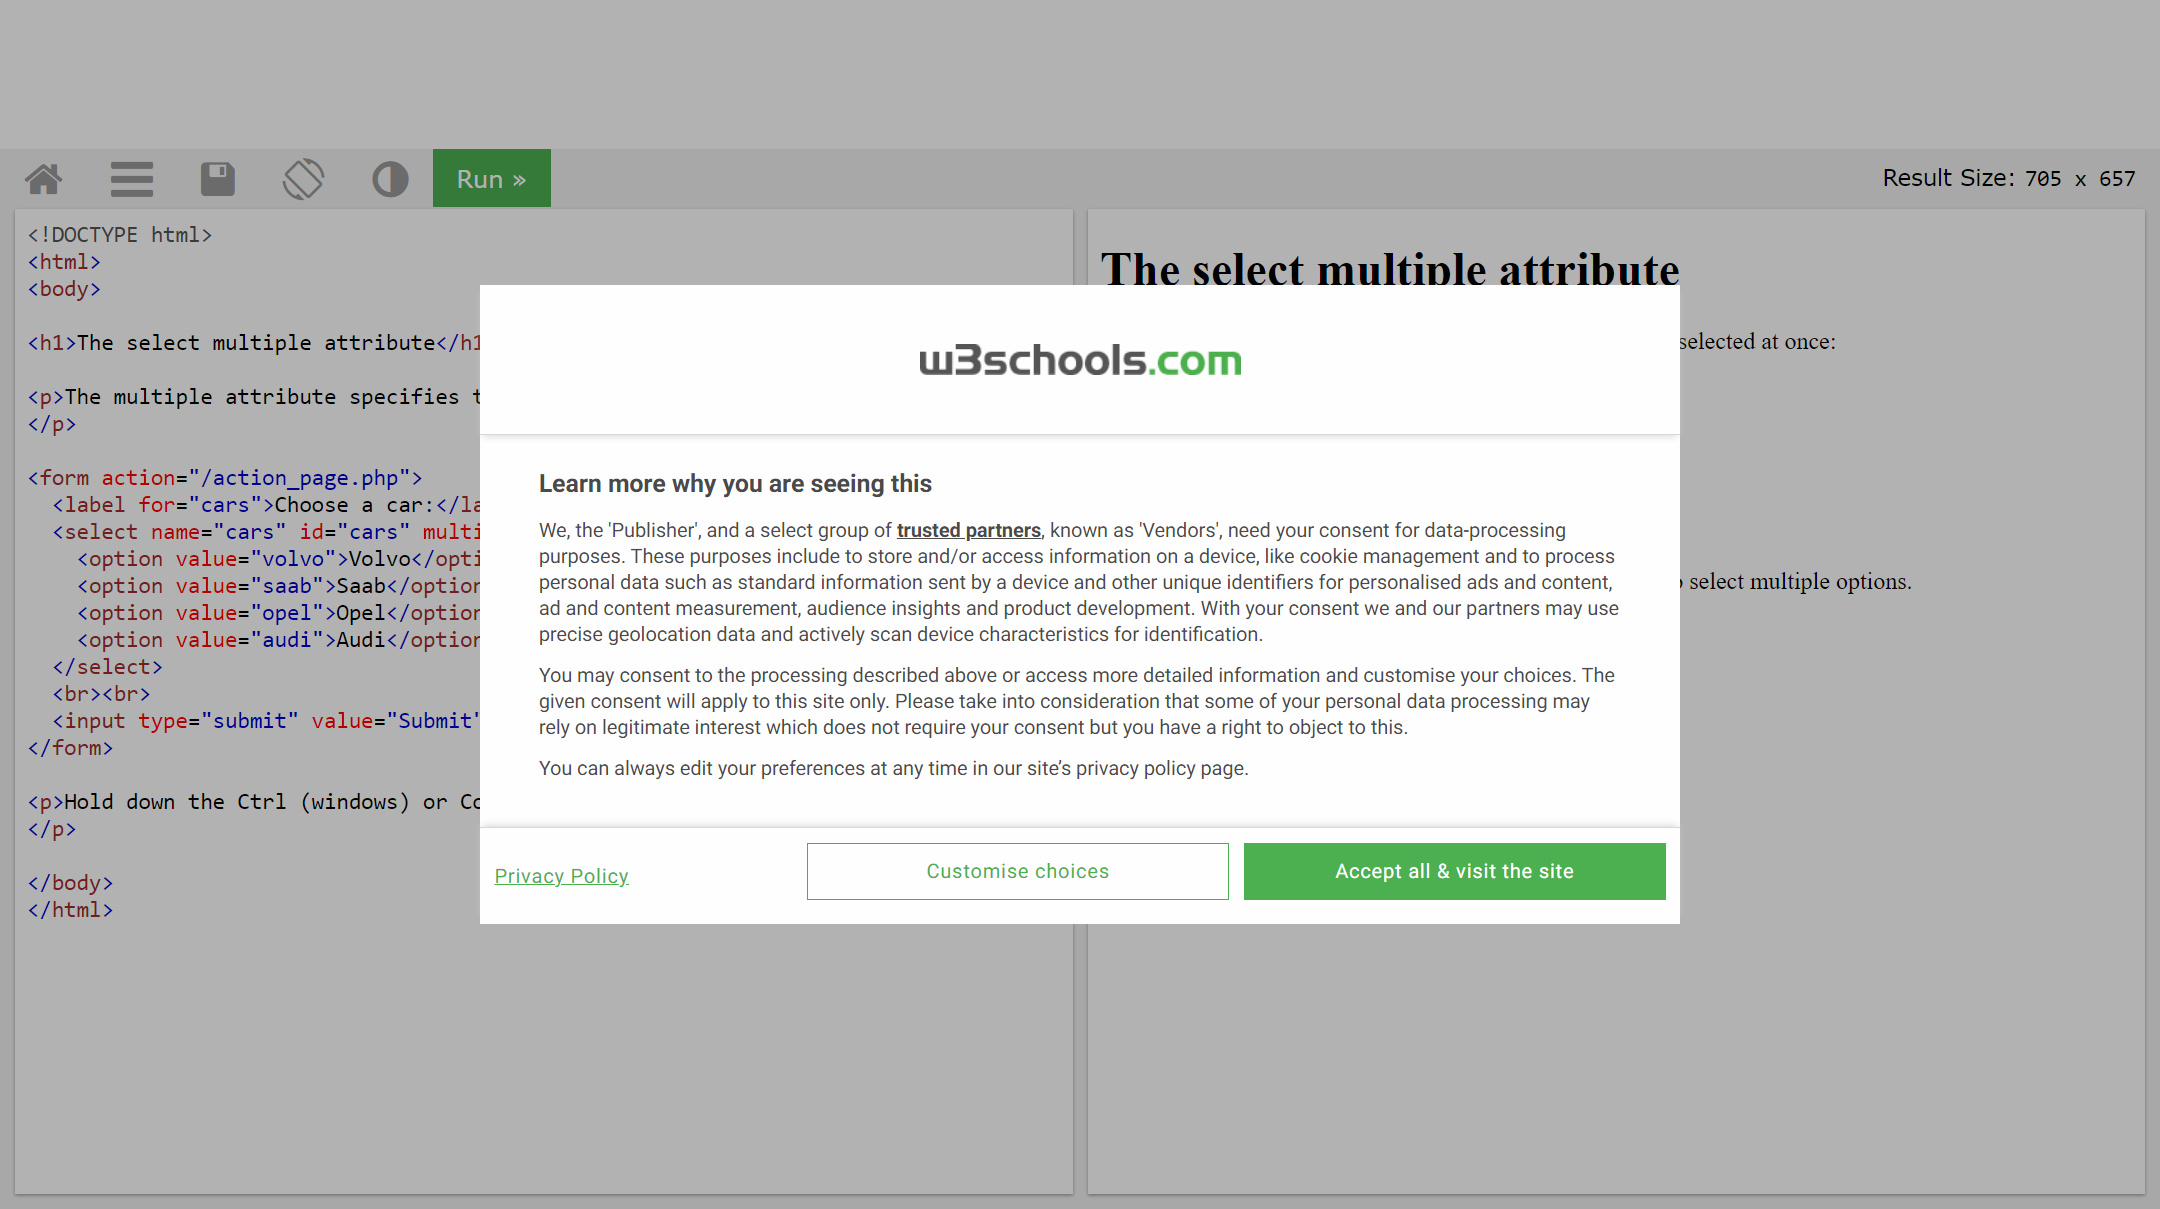 Run »
Result Size: 705 x 657
<!DOCTYPE html>
<html>
<body>
<h1>The select multiple attribute</h1
<p>The multiple attribute specifies
</p>
<form action="/action_page.php">
<label for="cars">Choose a car:</la
<select name="cars" id="cars" multi
<option value="volvo">Volvo</opti
<option value="saab">Saab</option
<option value="opel">Opel</option
<option value="audi">Audi</option
</select>
<br><br>
<input type="submit" value="Submit"
</form>
<p>Hold down the Ctrl (windows) or Co
</p>
</body>
</html>
The select multiple attribute
selected at once:
select multiple options.
w3schools.com
Learn more why you are seeing this
We, the 'Publisher', and a select group of trusted partners, known as 'Vendors', need your consent for data-processing
purposes. These purposes include to store and/or access information on a device, like cookie management and to process
personal data such as standard information sent by a device and other unique identifiers for personalised ads and content,
ad and content measurement, audience insights and product development. With your consent we and our partners may use
precise geolocation data and actively scan device characteristics for identification.
You may consent to the processing described above or access more detailed information and customise your choices. The
given consent will apply to this site only. Please take into consideration that some of your personal data processing may
rely on legitimate interest which does not require your consent but you have a right to object to this.
You can always edit your preferences at any time in our site’s privacy policy page.
Privacy Policy
Customise choices
Accept all & visit the site